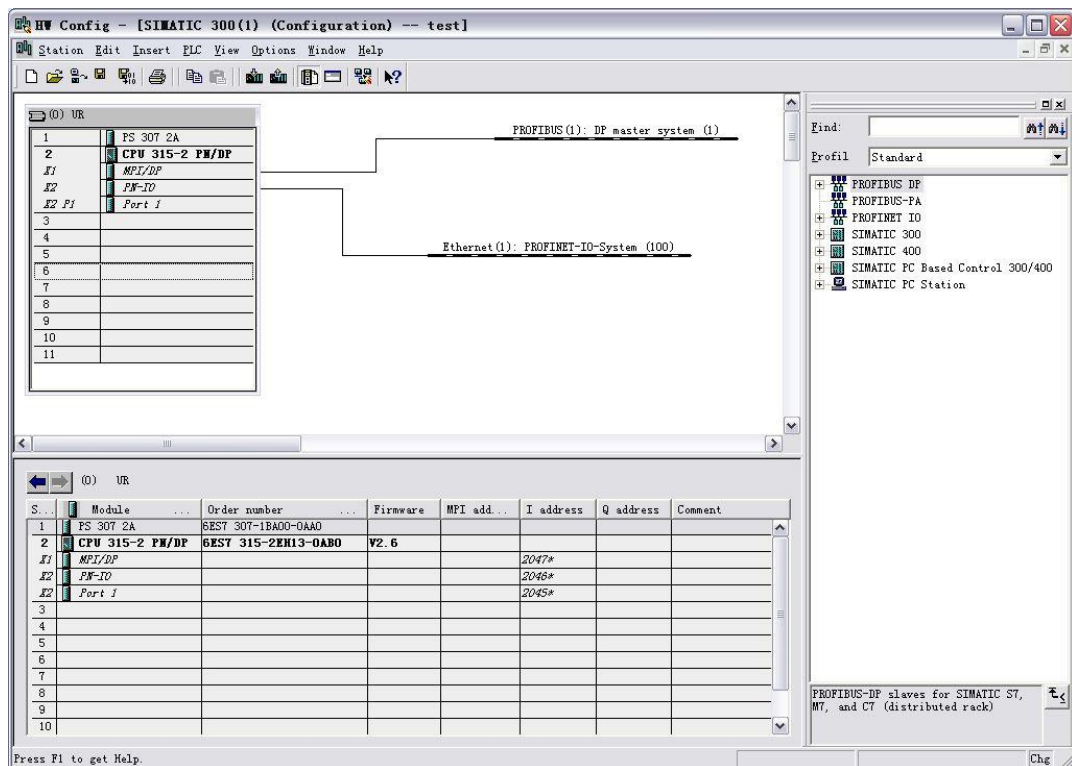 HW Config - [SIMATIC 300(1) (Configuration) -- test]
Station Edit Insert PLC View Options Window Help
(0) UR
1 PS 307 2A
2 CPU 315-2 PN/DP
X1 MPI/DP
X2 PN-IO
X2 P1 Port 1
3
4
5
6
7
8
9
10
11
PROFIBUS(1): DP master system (1)
Ethernet(1): PROFINET-IO-System (100)
Find:
Profil Standard
PROFIBUS DP
PROFIBUS-PA
PROFINET IO
SIMATIC 300
SIMATIC 400
SIMATIC PC Based Control 300/400
SIMATIC PC Station
(0) UR
S... Module ... Order number ... Firmware MPI add... I address Q address Comment
1 PS 307 2A 6ES7 307-1BA00-0AA0
2 CPU 315-2 PN/DP 6ES7 315-2EH13-0AB0 V2.6
X1 MPI/DP 2047*
X2 PN-IO 2046*
X2 Port 1 2045*
3
4
5
6
7
8
9
10
PROFIBUS-DP slaves for SIMATIC S7,
M7, and C7 (distributed rack)
Press F1 to get Help.
Chg